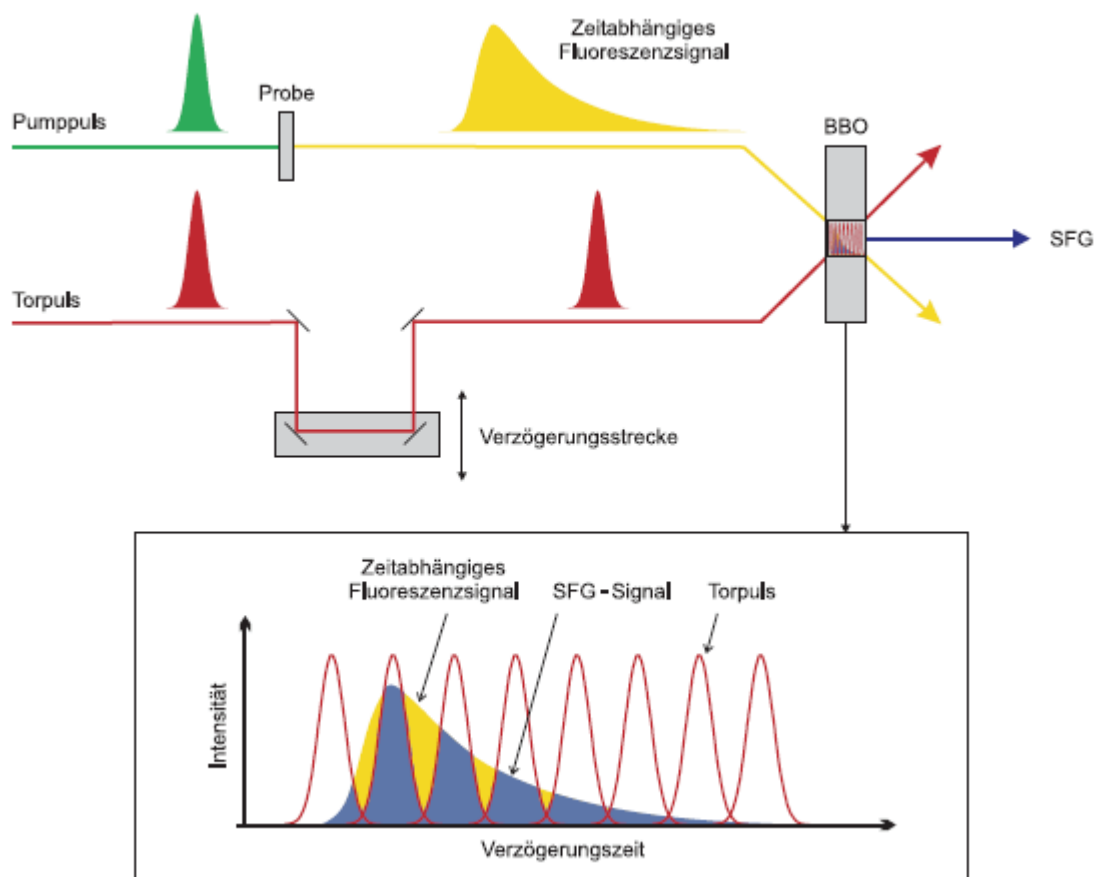 Zeitabhängiges
Fluoreszenzsignal
Probe
Pumppuls
BBO
SFG
Torpuls
Verzögerungsstrecke
Zeitabhängiges
Fluoreszenzsignal
SFG - Signal
Torpuls
Intensität
Verzögerungszeit